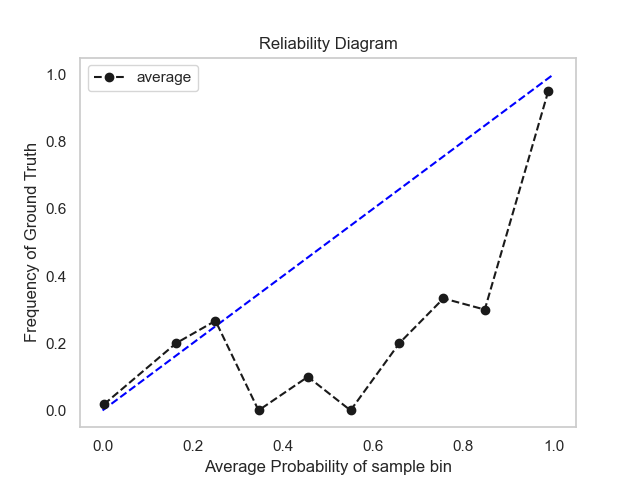 Reliability Diagram
average
Frequency of Ground Truth
1.0
0.8
0.6
0.4
0.2
0.0
0.0 0.2 0.4 0.6 0.8 1.0
Average Probability of sample bin